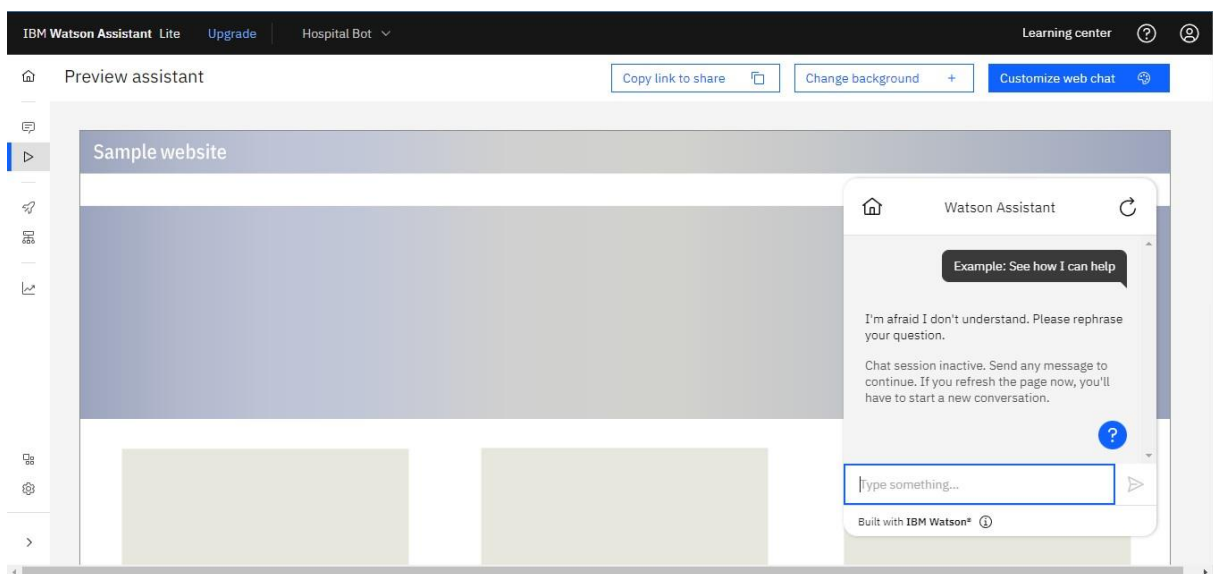 IBM Watson Assistant Lite Upgrade Hospital Bot Learning center ?
Preview assistant Copy link to share Change background + Customize web chat
Sample website
Watson Assistant
Example: See how I can help
I'm afraid I don't understand. Please rephrase
your question.
Chat session inactive. Send any message to
continue. If you refresh the page now, you'll
have to start a new conversation.
?
Type something...
Built with IBM Watson®